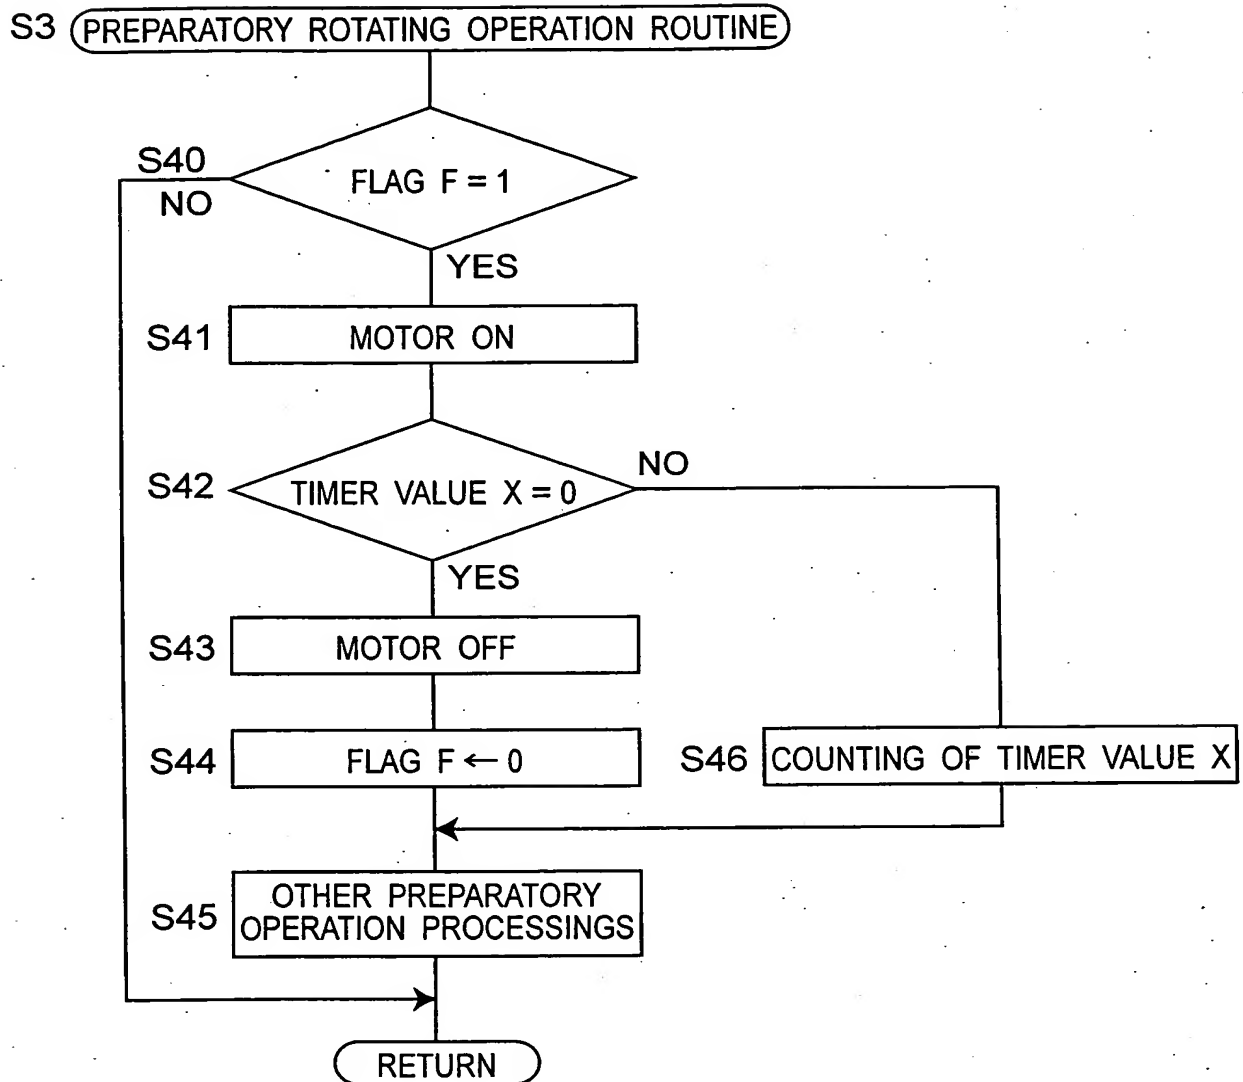 S3 PREPARATORY ROTATING OPERATION ROUTINE
S40
FLAG F = 1
NO
YES
S41 MOTOR ON
S42 TIMER VALUE X = 0
NO
YES
S43 MOTOR OFF
S44 FLAG F ← 0
S46 COUNTING OF TIMER VALUE X
S45 OTHER PREPARATORY
OPERATION PROCESSINGS
RETURN